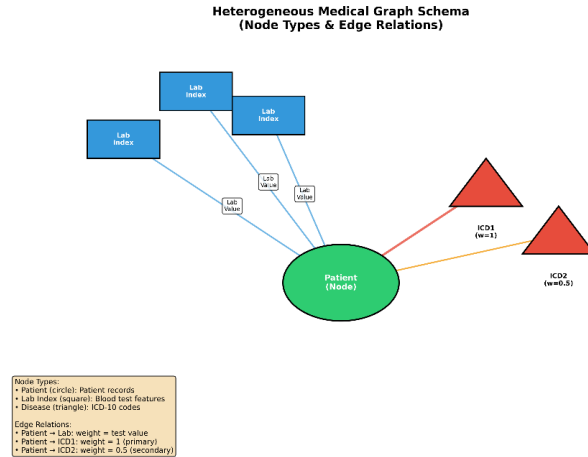 Heterogeneous Medical Graph Schema
(Node Types & Edge Relations)
Lab
Index
Lab
Index
Lab
Index
Lab
Value
Lab
Value
Lab
Value
ICD1
(w=1)
ICD2
(w=0.5)
Patient
(Node)
Node Types:
• Patient (circle): Patient records
• Lab Index (square): Blood test features
• Disease (triangle): ICD-10 codes
Edge Relations:
• Patient → Lab: weight = test value
• Patient → ICD1: weight = 1 (primary)
• Patient → ICD2: weight = 0.5 (secondary)